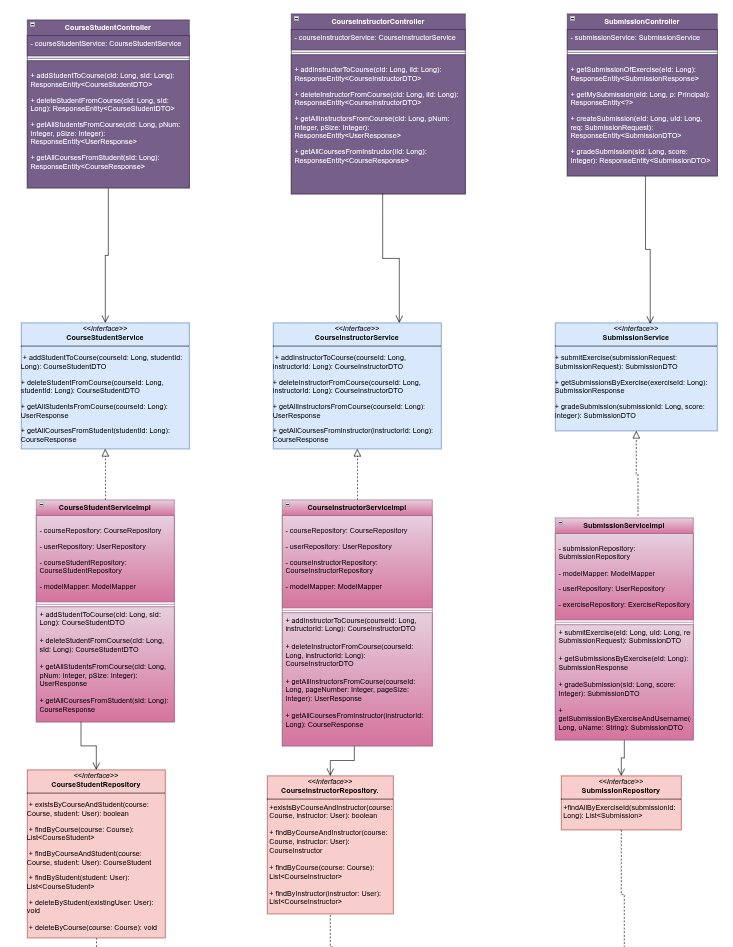 CourseStudentController
- courseStudentService: CourseStudentService
+ addStudentToCourse(cId: Long, sId: Long):
ResponseEntity<CourseStudentDTO>
+ deleteStudentFromCourse(cId: Long, sId:
Long): ResponseEntity<CourseStudentDTO>
+ getAllStudentsFromCourse(cId: Long, pNum:
Integer, pSize: Integer):
ResponseEntity<UserResponse>
+ getAllCoursesFromStudent(sId: Long):
ResponseEntity<CourseResponse>
CourseInstructorController
- courseInstructorService: CourseInstructorService
+ addInstructorToCourse(cId: Long, iId: Long):
ResponseEntity<CourseInstructorDTO>
+ deleteInstructorFromCourse(cId: Long, iId: Long):
ResponseEntity<CourseInstructorDTO>
+ getAllInstructorsFromCourse(cId: Long, pNum:
Integer, pSize: Integer):
ResponseEntity<UserResponse>
+ getAllCoursesFromInstructor(iId: Long):
ResponseEntity<CourseResponse>
SubmissionController
- submissionService: SubmissionService
+ getSubmissionOfExercise(eId: Long):
ResponseEntity<SubmissionResponse>
+ getMySubmission(eId: Long, p: Principal):
ResponseEntity<?>
+ createSubmission(eId: Long, uId: Long,
req: SubmissionRequest):
ResponseEntity<SubmissionDTO>
+ gradeSubmission(sId: Long, score:
Integer): ResponseEntity<SubmissionDTO>
<<Interface>>
CourseStudentService
+ addStudentToCourse(courseId: Long, studentId:
Long): CourseStudentDTO
+ deleteStudentFromCourse(courseId: Long,
studentId: Long): CourseStudentDTO
+ getAllStudentsFromCourse(courseId: Long):
UserResponse
+ getAllCoursesFromStudent(studentId: Long):
CourseResponse
<<Interface>>
CourseInstructorService
+ addInstructorToCourse(courseId: Long,
instructorId: Long): CourseInstructorDTO
+ deleteInstructorFromCourse(courseId: Long,
instructorId: Long): CourseInstructorDTO
+ getAllInstructorsFromCourse(courseId: Long):
UserResponse
+ getAllCoursesFromInstructor(instructorId: Long):
CourseResponse
<<Interface>>
SubmissionService
+ submitExercise(submissionRequest:
SubmissionRequest): SubmissionDTO
+ getSubmissionsByExercise(exerciseId: Long):
SubmissionResponse
+ gradeSubmission(submissionId: Long, score:
Integer): SubmissionDTO
CourseStudentServiceImpl
- courseRepository: CourseRepository
- userRepository: UserRepository
- courseStudentRepository:
CourseStudentRepository
- modelMapper: ModelMapper
+ addStudentToCourse(cId: Long, sId:
Long): CourseStudentDTO
+ deleteStudentFromCourse(cId: Long,
sId: Long): CourseStudentDTO
+ getAllStudentsFromCourse(cId: Long,
pNum: Integer, pSize: Integer):
UserResponse
+ getAllCoursesFromStudent(sId: Long):
CourseResponse
CourseInstructorServiceImpl
- courseRepository: CourseRepository
- userRepository: UserRepository
- courseInstructorRepository:
CourseInstructorRepository
- modelMapper: ModelMapper
+ addInstructorToCourse(courseId: Long,
instructorId: Long): CourseInstructorDTO
+ deleteInstructorFromCourse(courseId:
Long, instructorId: Long):
CourseInstructorDTO
+ getAllInstructorsFromCourse(courseId:
Long, pageNumber: Integer, pageSize:
Integer): UserResponse
+ getAllCoursesFromInstructor(instructorId:
Long): CourseResponse
SubmissionServiceImpl
- submissionRepository:
SubmissionRepository
- modelMapper: ModelMapper
- userRepository: UserRepository
- exerciseRepository: ExerciseRepository
+ submitExercise(eId: Long, uId: Long, re
SubmissionRequest): SubmissionDTO
+ getSubmissionsByExercise(eId: Long):
SubmissionResponse
+ gradeSubmission(sId: Long, score:
Integer): SubmissionDTO
+
getSubmissionByExerciseAndUsername(
Long, uName: String): SubmissionDTO
<<Interface>>
CourseStudentRepository
+ existsByCourseAndStudent(course:
Course, student: User): boolean
+ findByCourse(course: Course):
List<CourseStudent>
+ findByCourseAndStudent(course:
Course, student: User): CourseStudent
+ findByStudent(student: User):
List<CourseStudent>
+ deleteByStudent(existingUser: User):
void
+ deleteByCourse(course: Course): void
<<Interface>>
CourseInstructorRepository.
+existsByCourseAndInstructor(course:
Course, instructor: User): boolean
+ findByCourseAndInstructor(course:
Course, instructor: User):
CourseInstructor
+ findByCourse(course: Course):
List<CourseInstructor>
+ findByInstructor(instructor: User):
List<CourseInstructor>
<<Interface>>
SubmissionRepository
+findAllByExerciseId(submissionId:
Long): List<Submission>